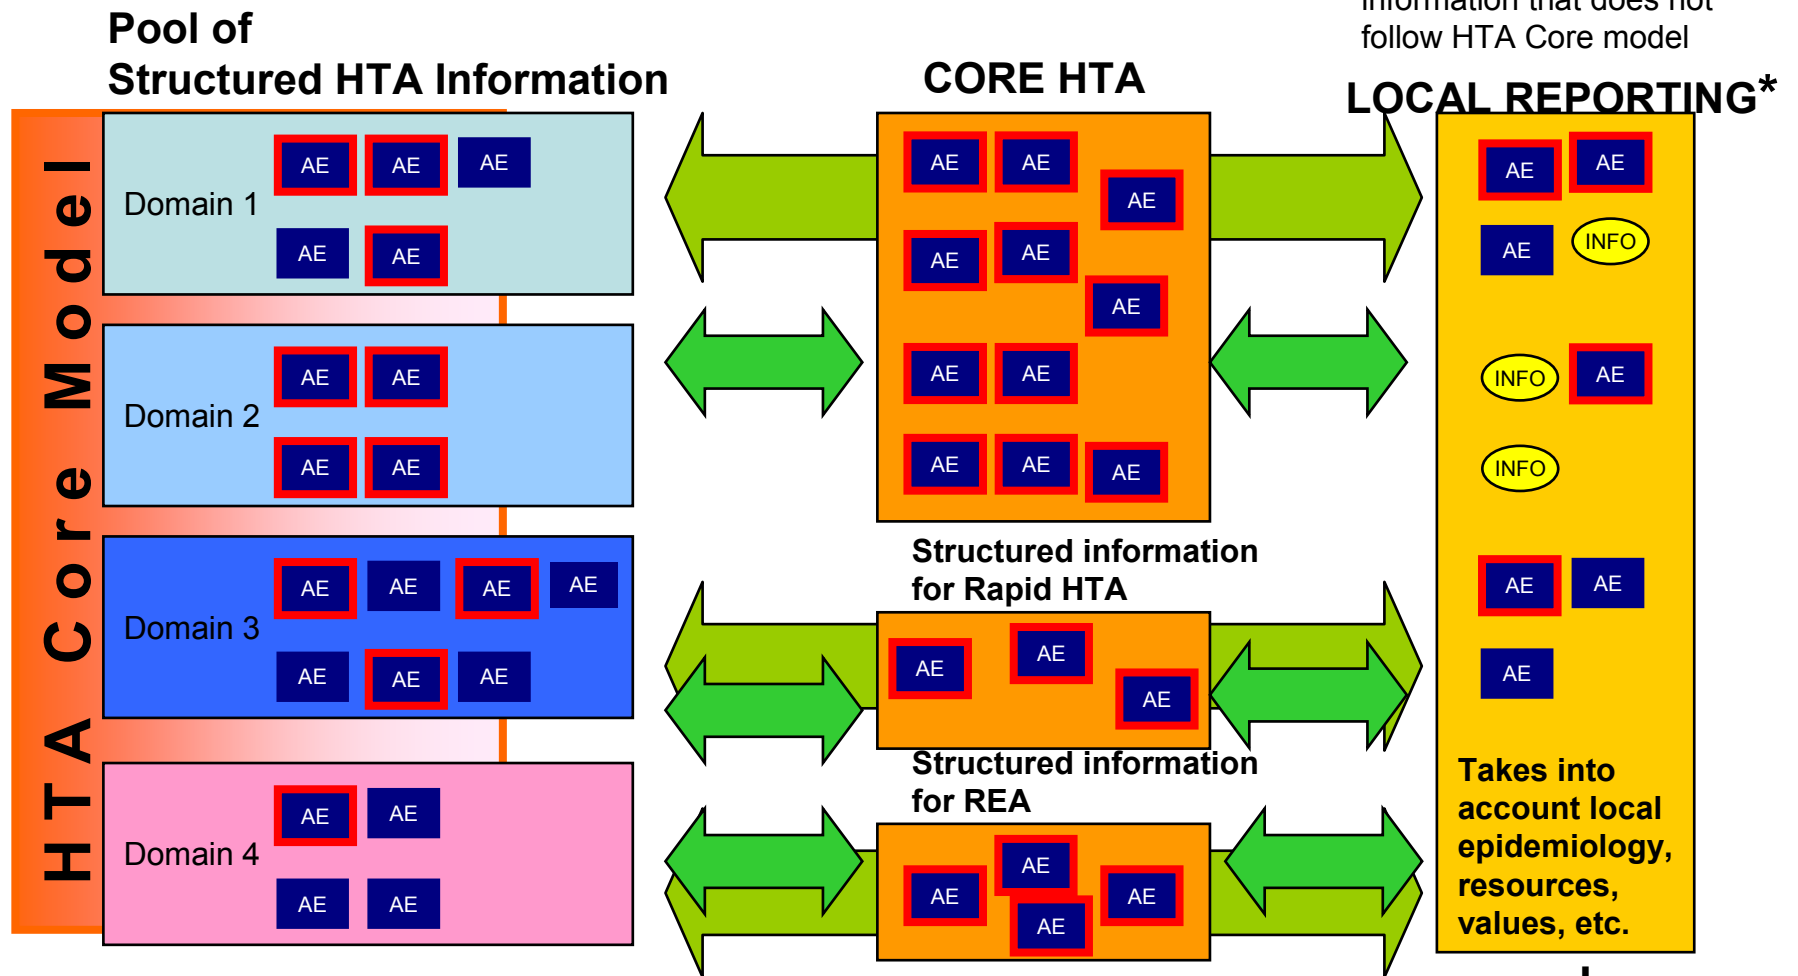 information that does not
follow HTA Core model
Pool of
Structured HTA Information
CORE HTA
LOCAL REPORTING*
HTA Core Model
Domain 1
AE AE AE
AE AE
Domain 2
AE AE
AE AE
Domain 3
AE AE AE AE
AE AE AE
Domain 4
AE AE
AE AE
AE AE AE
AE AE AE
AE AE
AE AE AE
Structured information
for Rapid HTA
AE AE AE
Structured information
for REA
AE AE AE AE
AE AE
AE INFO
INFO AE
INFO
AE AE
AE
Takes into
account local
epidemiology,
resources,
values, etc.